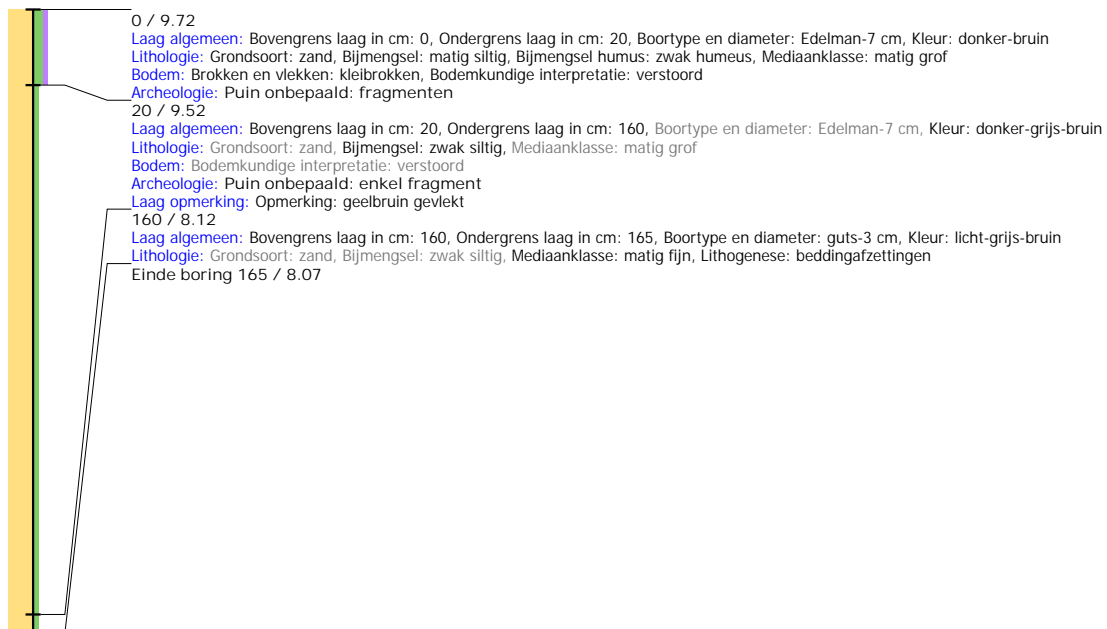 0 / 9.72
Laag algemeen: Bovengrens laag in cm: 0, Ondergrens laag in cm: 20, Boortype en diameter: Edelman-7 cm, Kleur: donker-bruin
Lithologie: Grondsoort: zand, Bijmengsel: matig siltig, Bijmengsel humus: zwak humeus, Mediaanklasse: matig grof
Bodem: Brokken en vlekken: kleibrokken, Bodemkundige interpretatie: verstoord
Archeologie: Puin onbepaald: fragmenten
20 / 9.52
Laag algemeen: Bovengrens laag in cm: 20, Ondergrens laag in cm: 160, Boortype en diameter: Edelman-7 cm, Kleur: donker-grijs-bruin
Lithologie: Grondsoort: zand, Bijmengsel: zwak siltig, Mediaanklasse: matig grof
Bodem: Bodemkundige interpretatie: verstoord
Archeologie: Puin onbepaald: enkel fragment
Laag opmerking: Opmerking: geelbruin gevlekt
160 / 8.12
Laag algemeen: Bovengrens laag in cm: 160, Ondergrens laag in cm: 165, Boortype en diameter: guts-3 cm, Kleur: licht-grijs-bruin
Lithologie: Grondsoort: zand, Bijmengsel: zwak siltig, Mediaanklasse: matig fijn, Lithogenese: beddingafzettingen
Einde boring 165 / 8.07